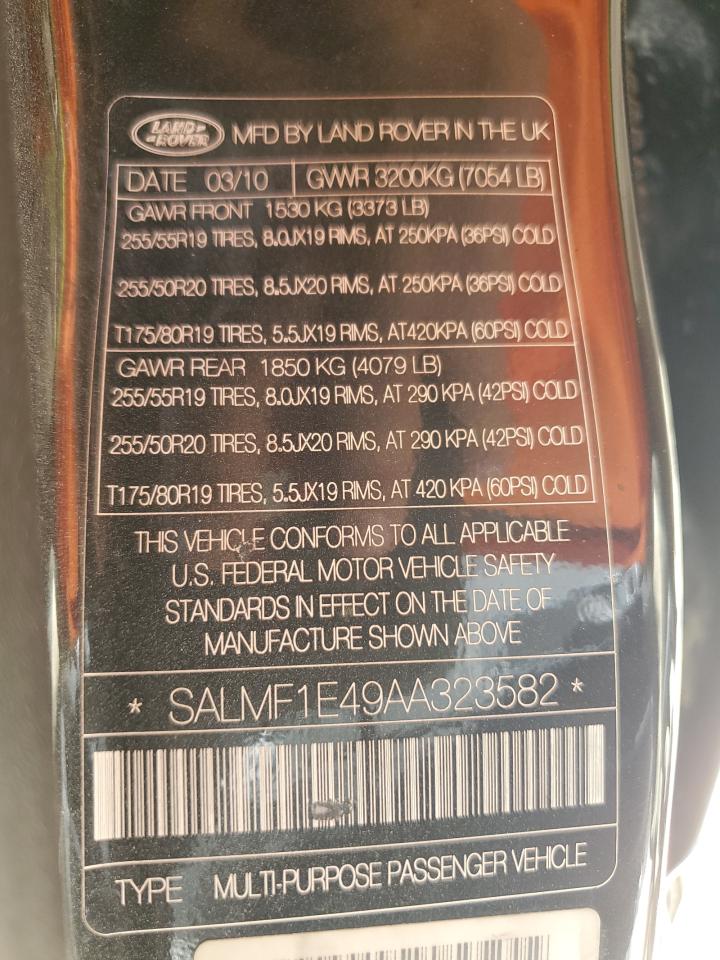 LAND ROVER MFD BY LAND ROVER IN THE UK
DATE 03/10 GVWR 3200KG (7054 LB)
GAWR FRONT 1530 KG (3373 LB)
255/55R19 TIRES, 8.0JX19 RIMS, AT 250KPA (36PSI) COLD
255/50R20 TIRES, 8.5JX20 RIMS, AT 250KPA (36PSI) COLD
T175/80R19 TIRES, 5.5JX19 RIMS, AT420KPA (60PSI) COLD
GAWR REAR 1850 KG (4079 LB)
255/55R19 TIRES, 8.0JX19 RIMS, AT 290 KPA (42PSI) COLD
255/50R20 TIRES, 8.5JX20 RIMS, AT 290 KPA (42PSI) COLD
T175/80R19 TIRES, 5.5JX19 RIMS, AT 420 KPA (60PSI) COLD
THIS VEHICLE CONFORMS TO ALL APPLICABLE
U.S. FEDERAL MOTOR VEHICLE SAFETY
STANDARDS IN EFFECT ON THE DATE OF
MANUFACTURE SHOWN ABOVE
* SALMF1E49AA323582 *
TYPE MULTI-PURPOSE PASSENGER VEHICLE